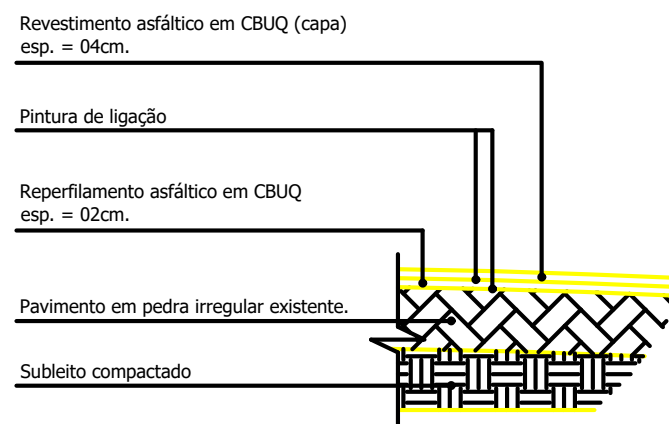 Revestimento asfáltico em CBUQ (capa)
esp. = 04cm.
Pintura de ligação
Reperfilamento asfáltico em CBUQ
esp. = 02cm.
Pavimento em pedra irregular existente.
Subleito compactado